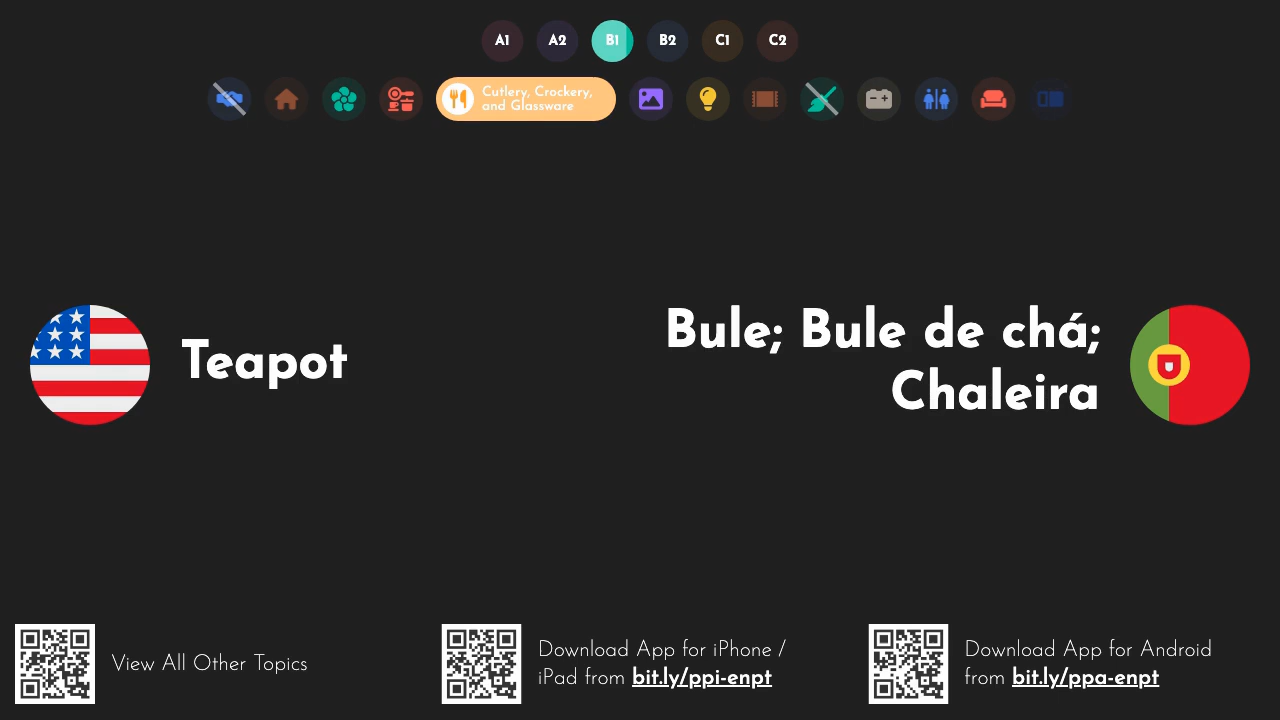 A1 A2 B1 B2 C1 C2
Cutlery, Crockery,
and Glassware
Teapot
Bule; Bule de chá;
Chaleira
View All Other Topics
Download App for iPhone /
iPad from bit.ly/ppi-enpt
Download App for Android
from bit.ly/ppa-enpt